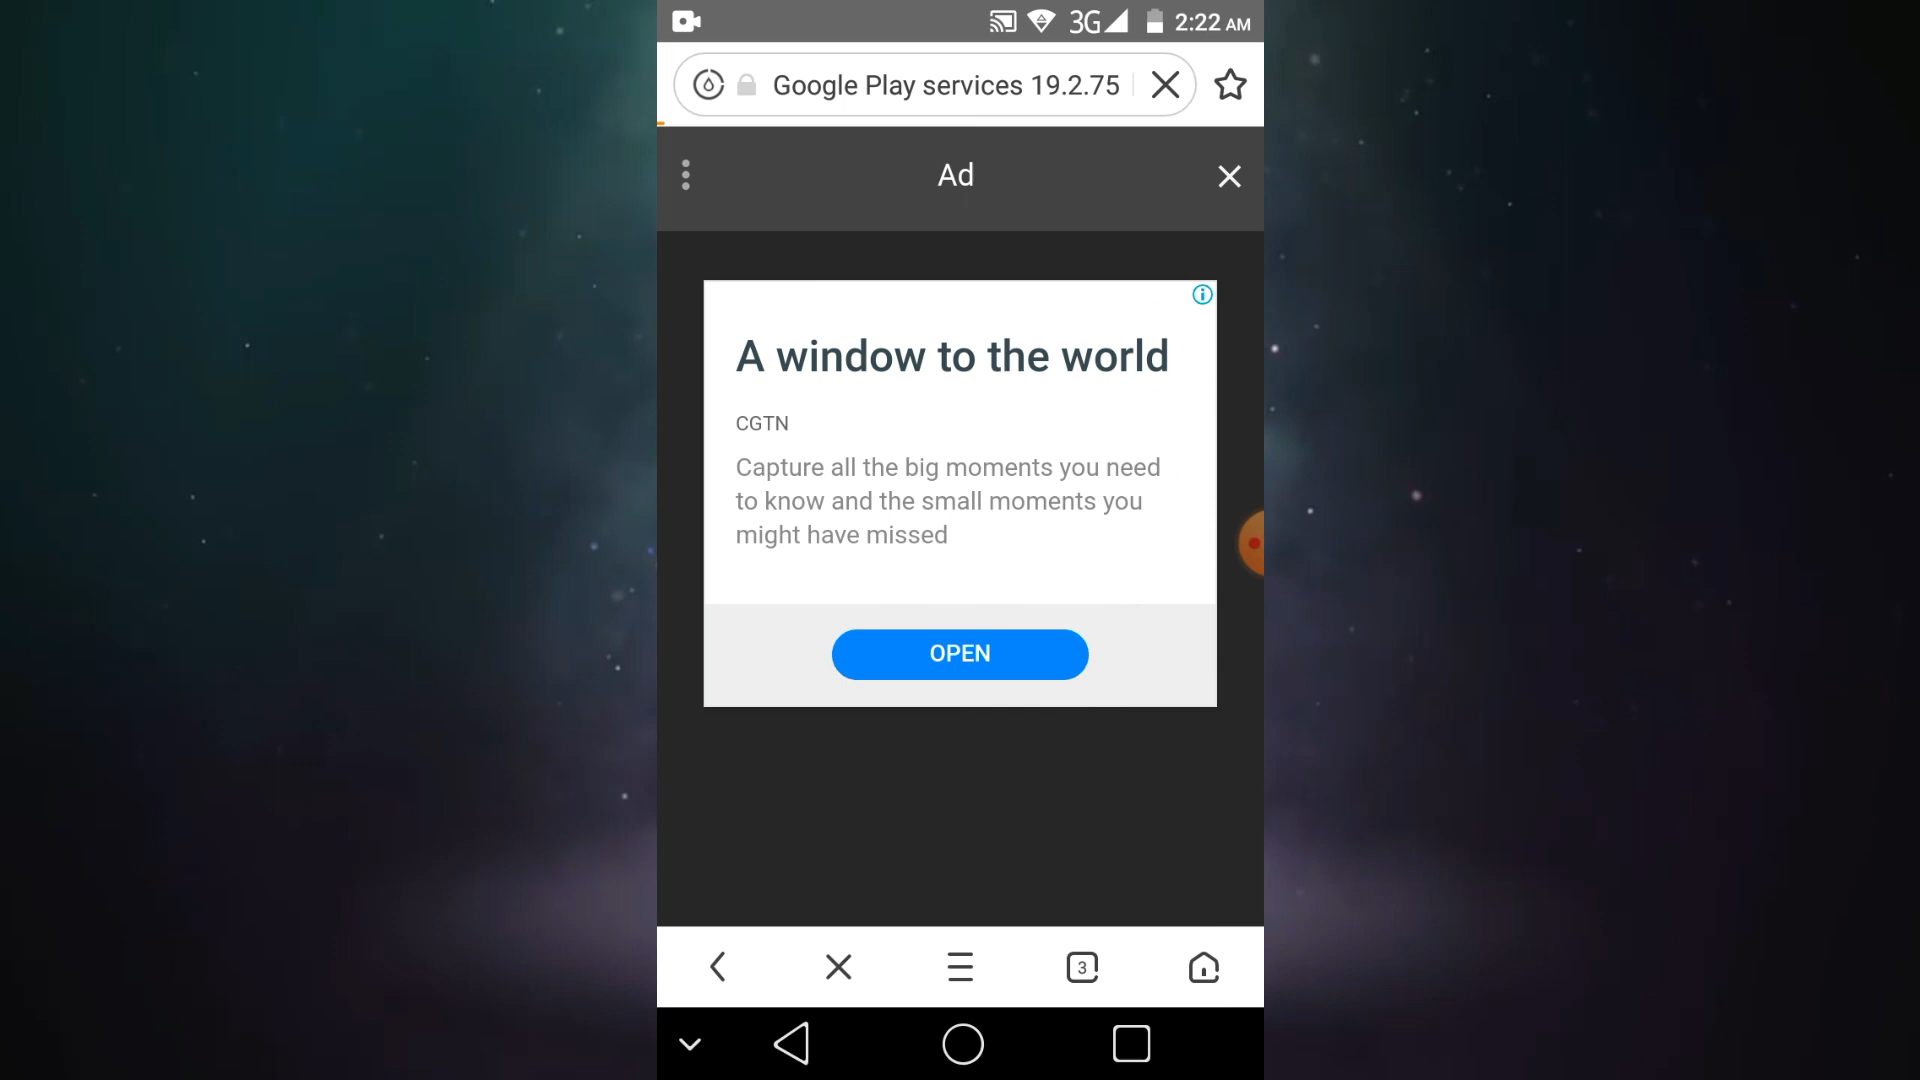 3G 2:22 AM
Google Play services 19.2.75
Ad
A window to the world
CGTN
Capture all the big moments you need
to know and the small moments you
might have missed
OPEN
3